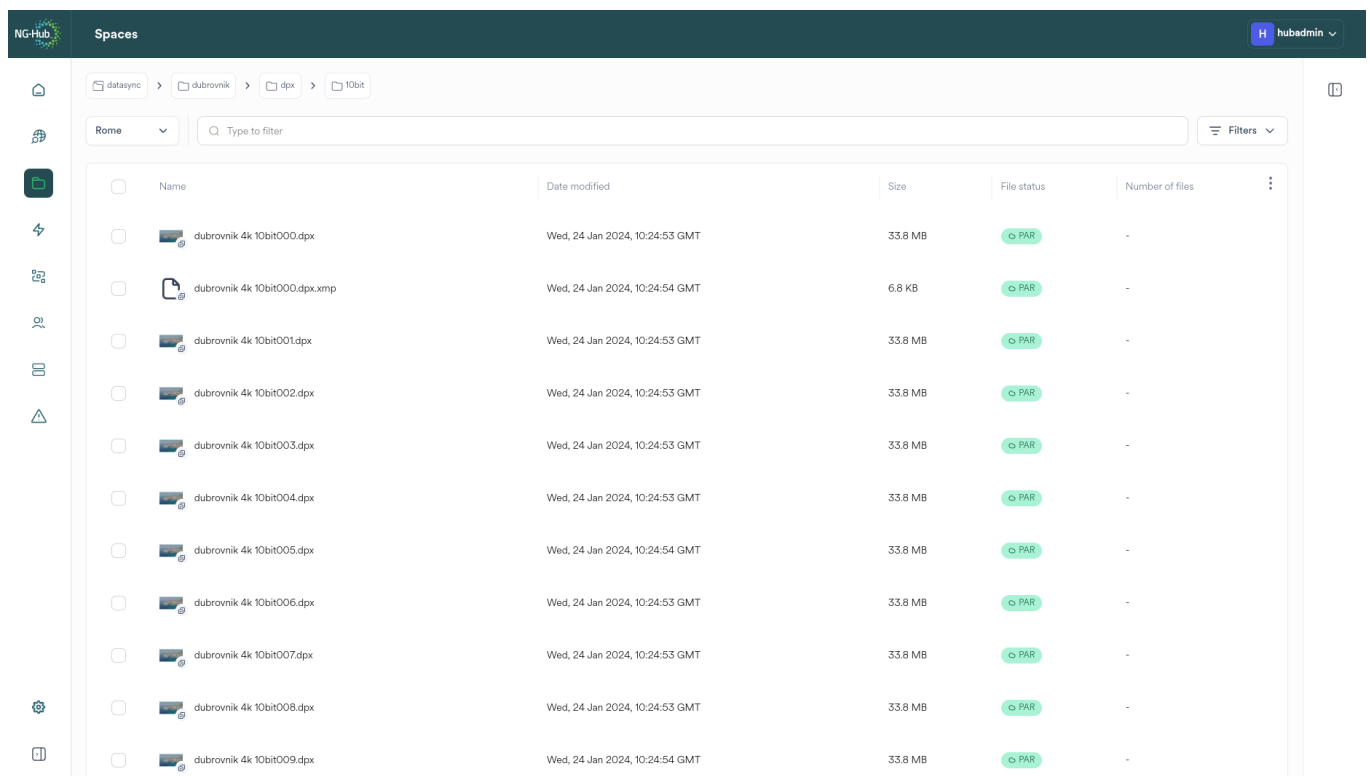 NG-Hub Spaces H hubadmin
datasync dubrovnik dpx 10bit
Rome Type to filter Filters
Name Date modified Size File status Number of files
dubrovnik 4k 10bit000.dpx Wed, 24 Jan 2024, 10:24:53 GMT 33.8 MB PAR -
dubrovnik 4k 10bit000.dpx.xmp Wed, 24 Jan 2024, 10:24:54 GMT 6.8 KB PAR -
dubrovnik 4k 10bit001.dpx Wed, 24 Jan 2024, 10:24:53 GMT 33.8 MB PAR -
dubrovnik 4k 10bit002.dpx Wed, 24 Jan 2024, 10:24:53 GMT 33.8 MB PAR -
dubrovnik 4k 10bit003.dpx Wed, 24 Jan 2024, 10:24:53 GMT 33.8 MB PAR -
dubrovnik 4k 10bit004.dpx Wed, 24 Jan 2024, 10:24:53 GMT 33.8 MB PAR -
dubrovnik 4k 10bit005.dpx Wed, 24 Jan 2024, 10:24:54 GMT 33.8 MB PAR -
dubrovnik 4k 10bit006.dpx Wed, 24 Jan 2024, 10:24:53 GMT 33.8 MB PAR -
dubrovnik 4k 10bit007.dpx Wed, 24 Jan 2024, 10:24:53 GMT 33.8 MB PAR -
dubrovnik 4k 10bit008.dpx Wed, 24 Jan 2024, 10:24:53 GMT 33.8 MB PAR -
dubrovnik 4k 10bit009.dpx Wed, 24 Jan 2024, 10:24:53 GMT 33.8 MB PAR -